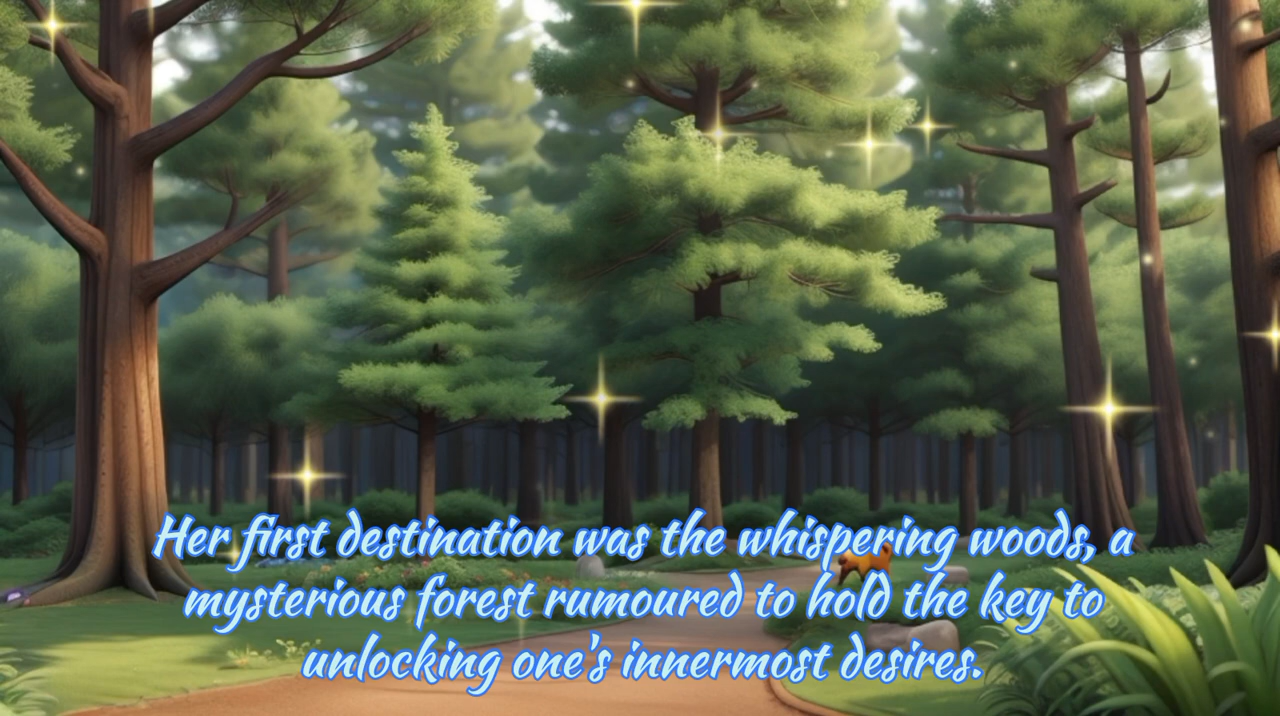 Her first destination was the whispering woods, a
mysterious forest rumoured to hold the key to
unlocking one's innermost desires.